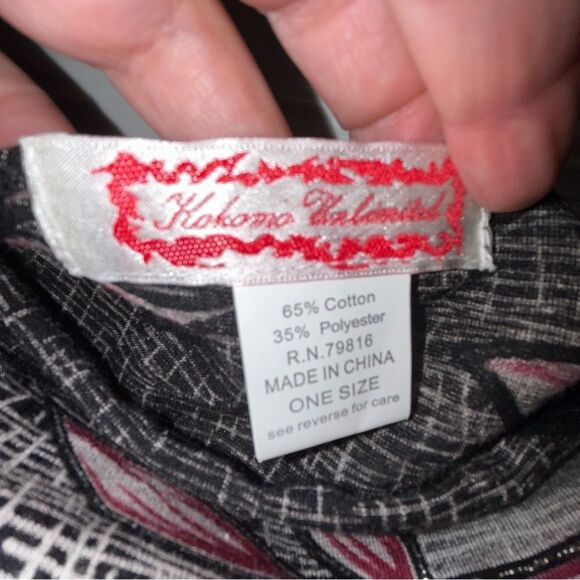 Kokomo Unlimited
65% Cotton
35% Polyester
R.N.79816
MADE IN CHINA
ONE SIZE
see reverse for care